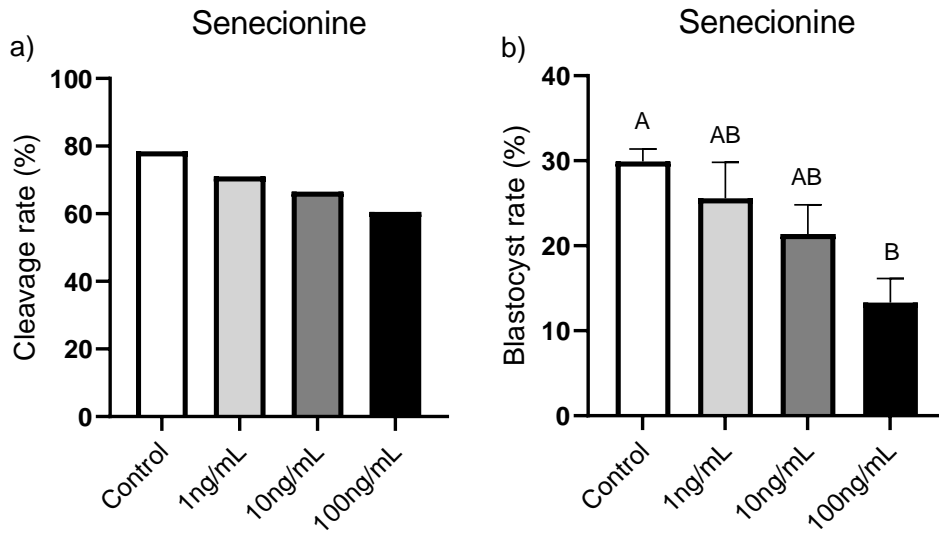 Senecionine
a)
Cleavage rate (%)
100
80
60
40
20
0
Control
1ng/mL
10ng/mL
100ng/mL
Senecionine
b)
Blastocyst rate (%)
40
30
20
10
0
A
AB
AB
B
Control
1ng/mL
10ng/mL
100ng/mL